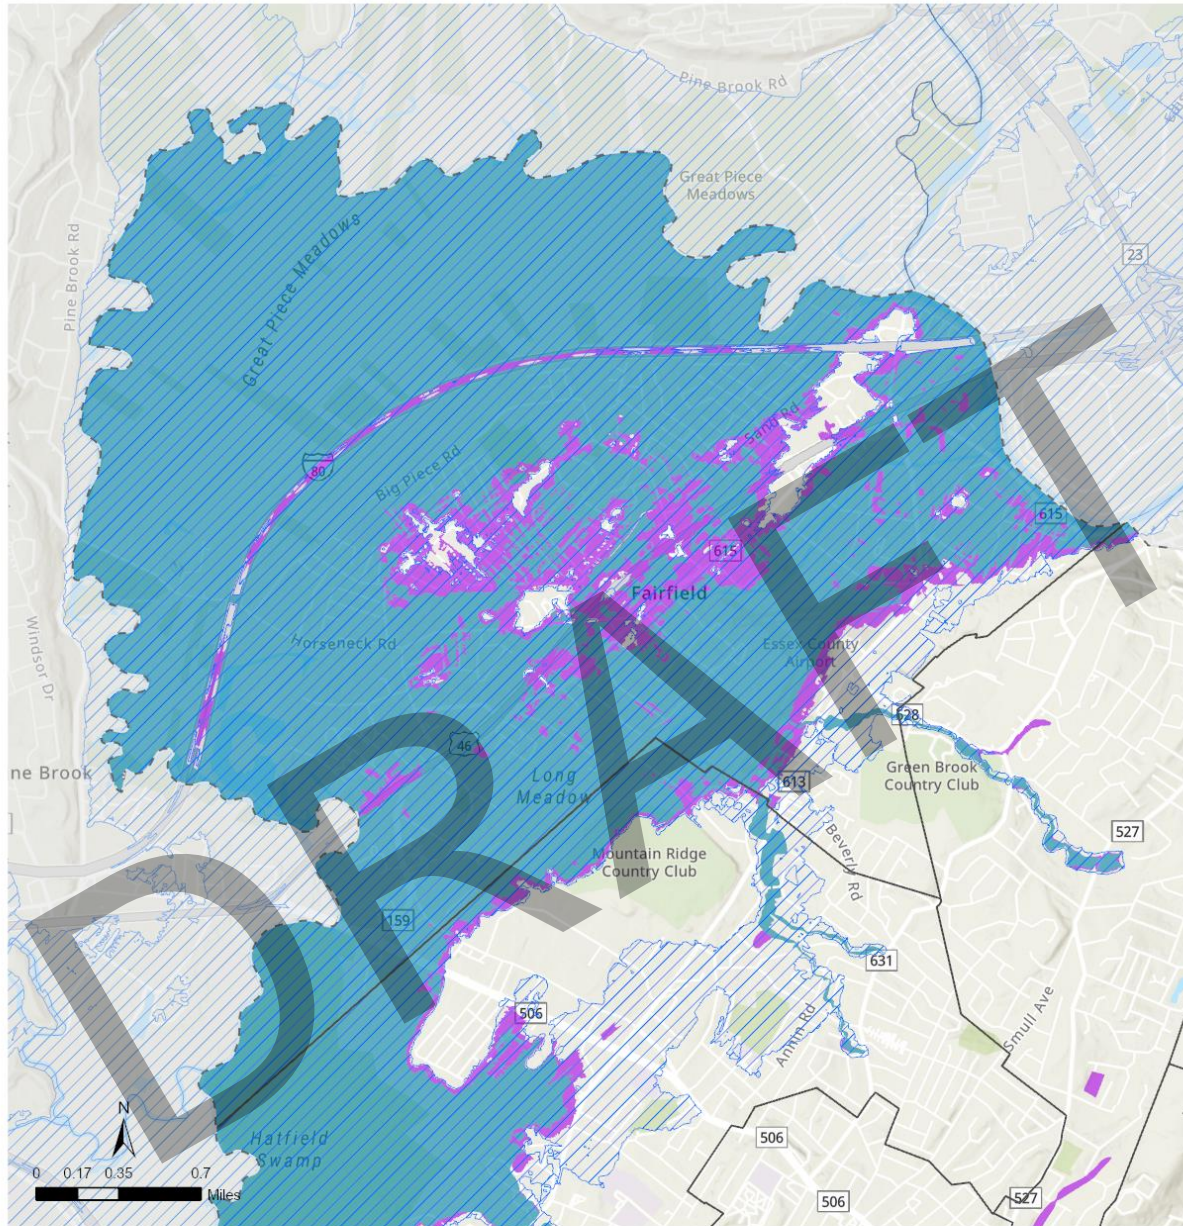 Pine Brook Rd
Great Piece
Meadows
23
Pine Brook Rd
Great Piece Meadows
80
Big Piece Rd
Sand Rd
615
615
Fairfield
Horseneck Rd
Essex County
Airport
Windsor Dr
628
46
ne Brook
Long
Meadow
613
Green Brook
Country Club
527
Mountain Ridge
Country Club
Beverly Rd
159
631
506
Annin Rd
Smull Ave
DRAFT
N
Hatfield
Swamp
506
0 0.17 0.35 0.7
Miles
506
527